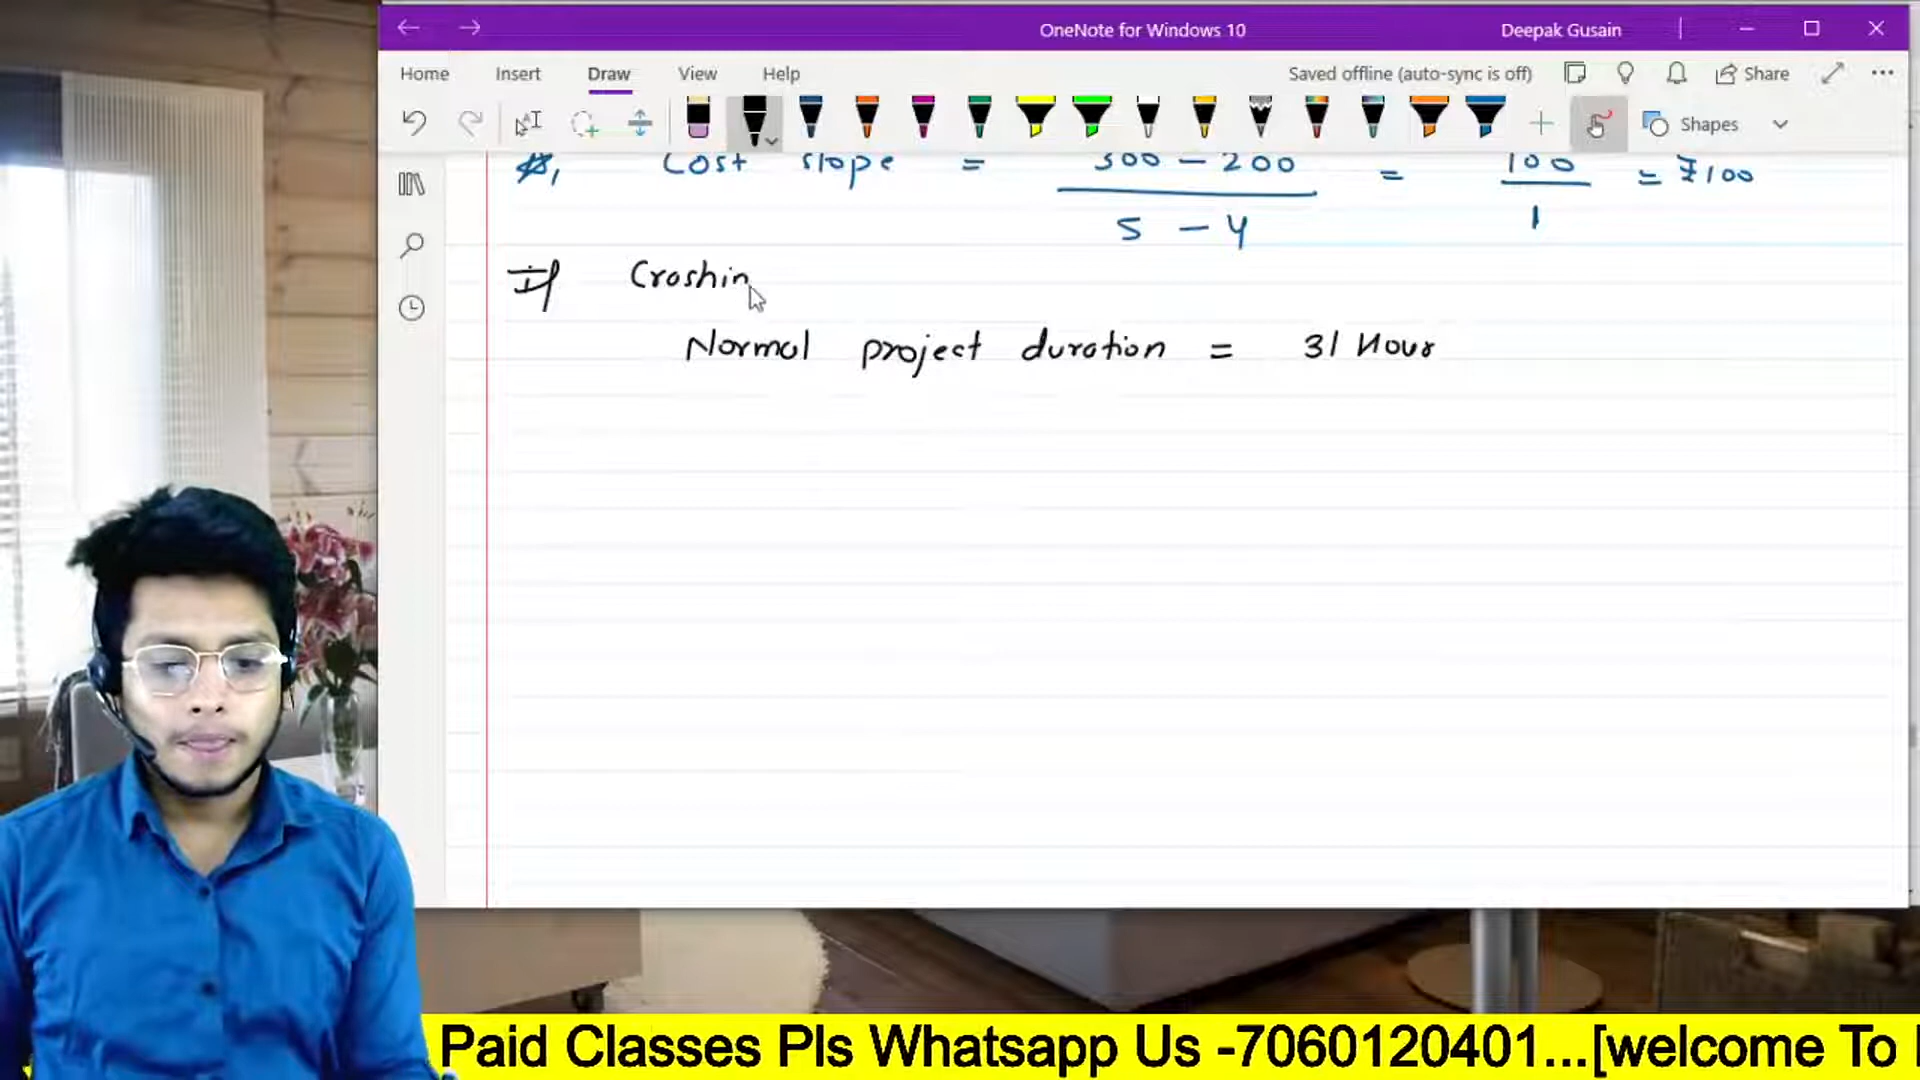 OneNote for Windows 10 Deepak Gusain
Home Insert Draw View Help Saved offline (auto-sync is off) Share
Shapes
Cost slope = 300 - 200 = 100 = ₹100
5 - 4 1
If Crashin
Normal project duration = 31 Hour
Paid Classes Pls Whatsapp Us -7060120401...[welcome To